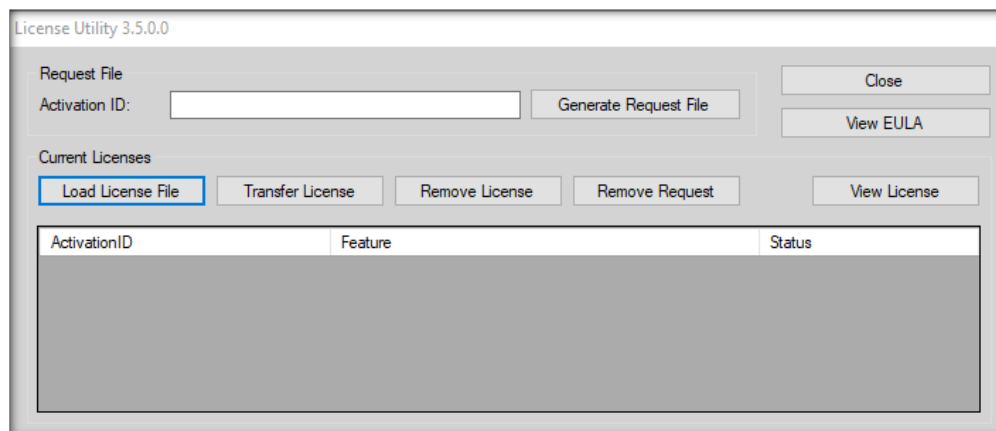 License Utility 3.5.0.0
Request File
Activation ID:
Generate Request File
Close
View EULA
Current Licenses
Load License File
Transfer License
Remove License
Remove Request
View License
ActivationID
Feature
Status